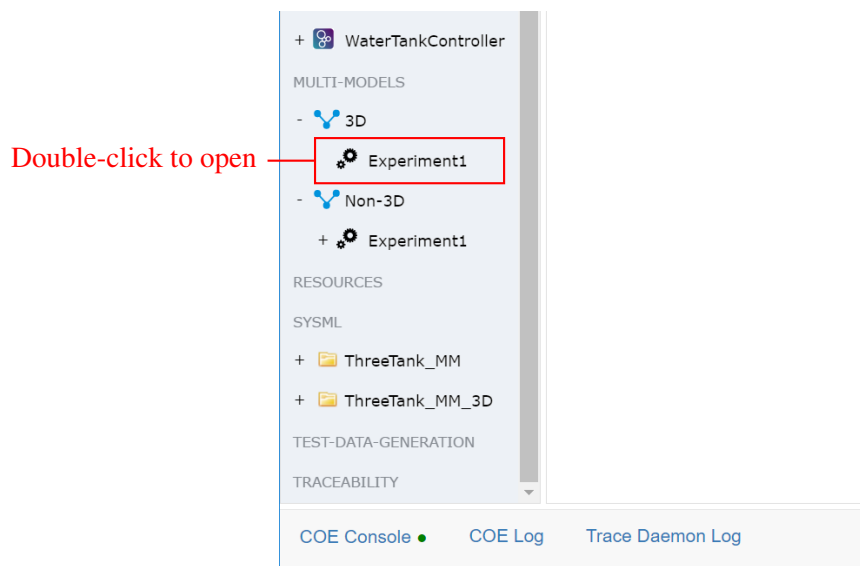 + WaterTankController
MULTI-MODELS
- 3D
Double-click to open
Experiment1
- Non-3D
+ Experiment1
RESOURCES
SYSML
+ ThreeTank_MM
+ ThreeTank_MM_3D
TEST-DATA-GENERATION
TRACEABILITY
COE Console COE Log Trace Daemon Log